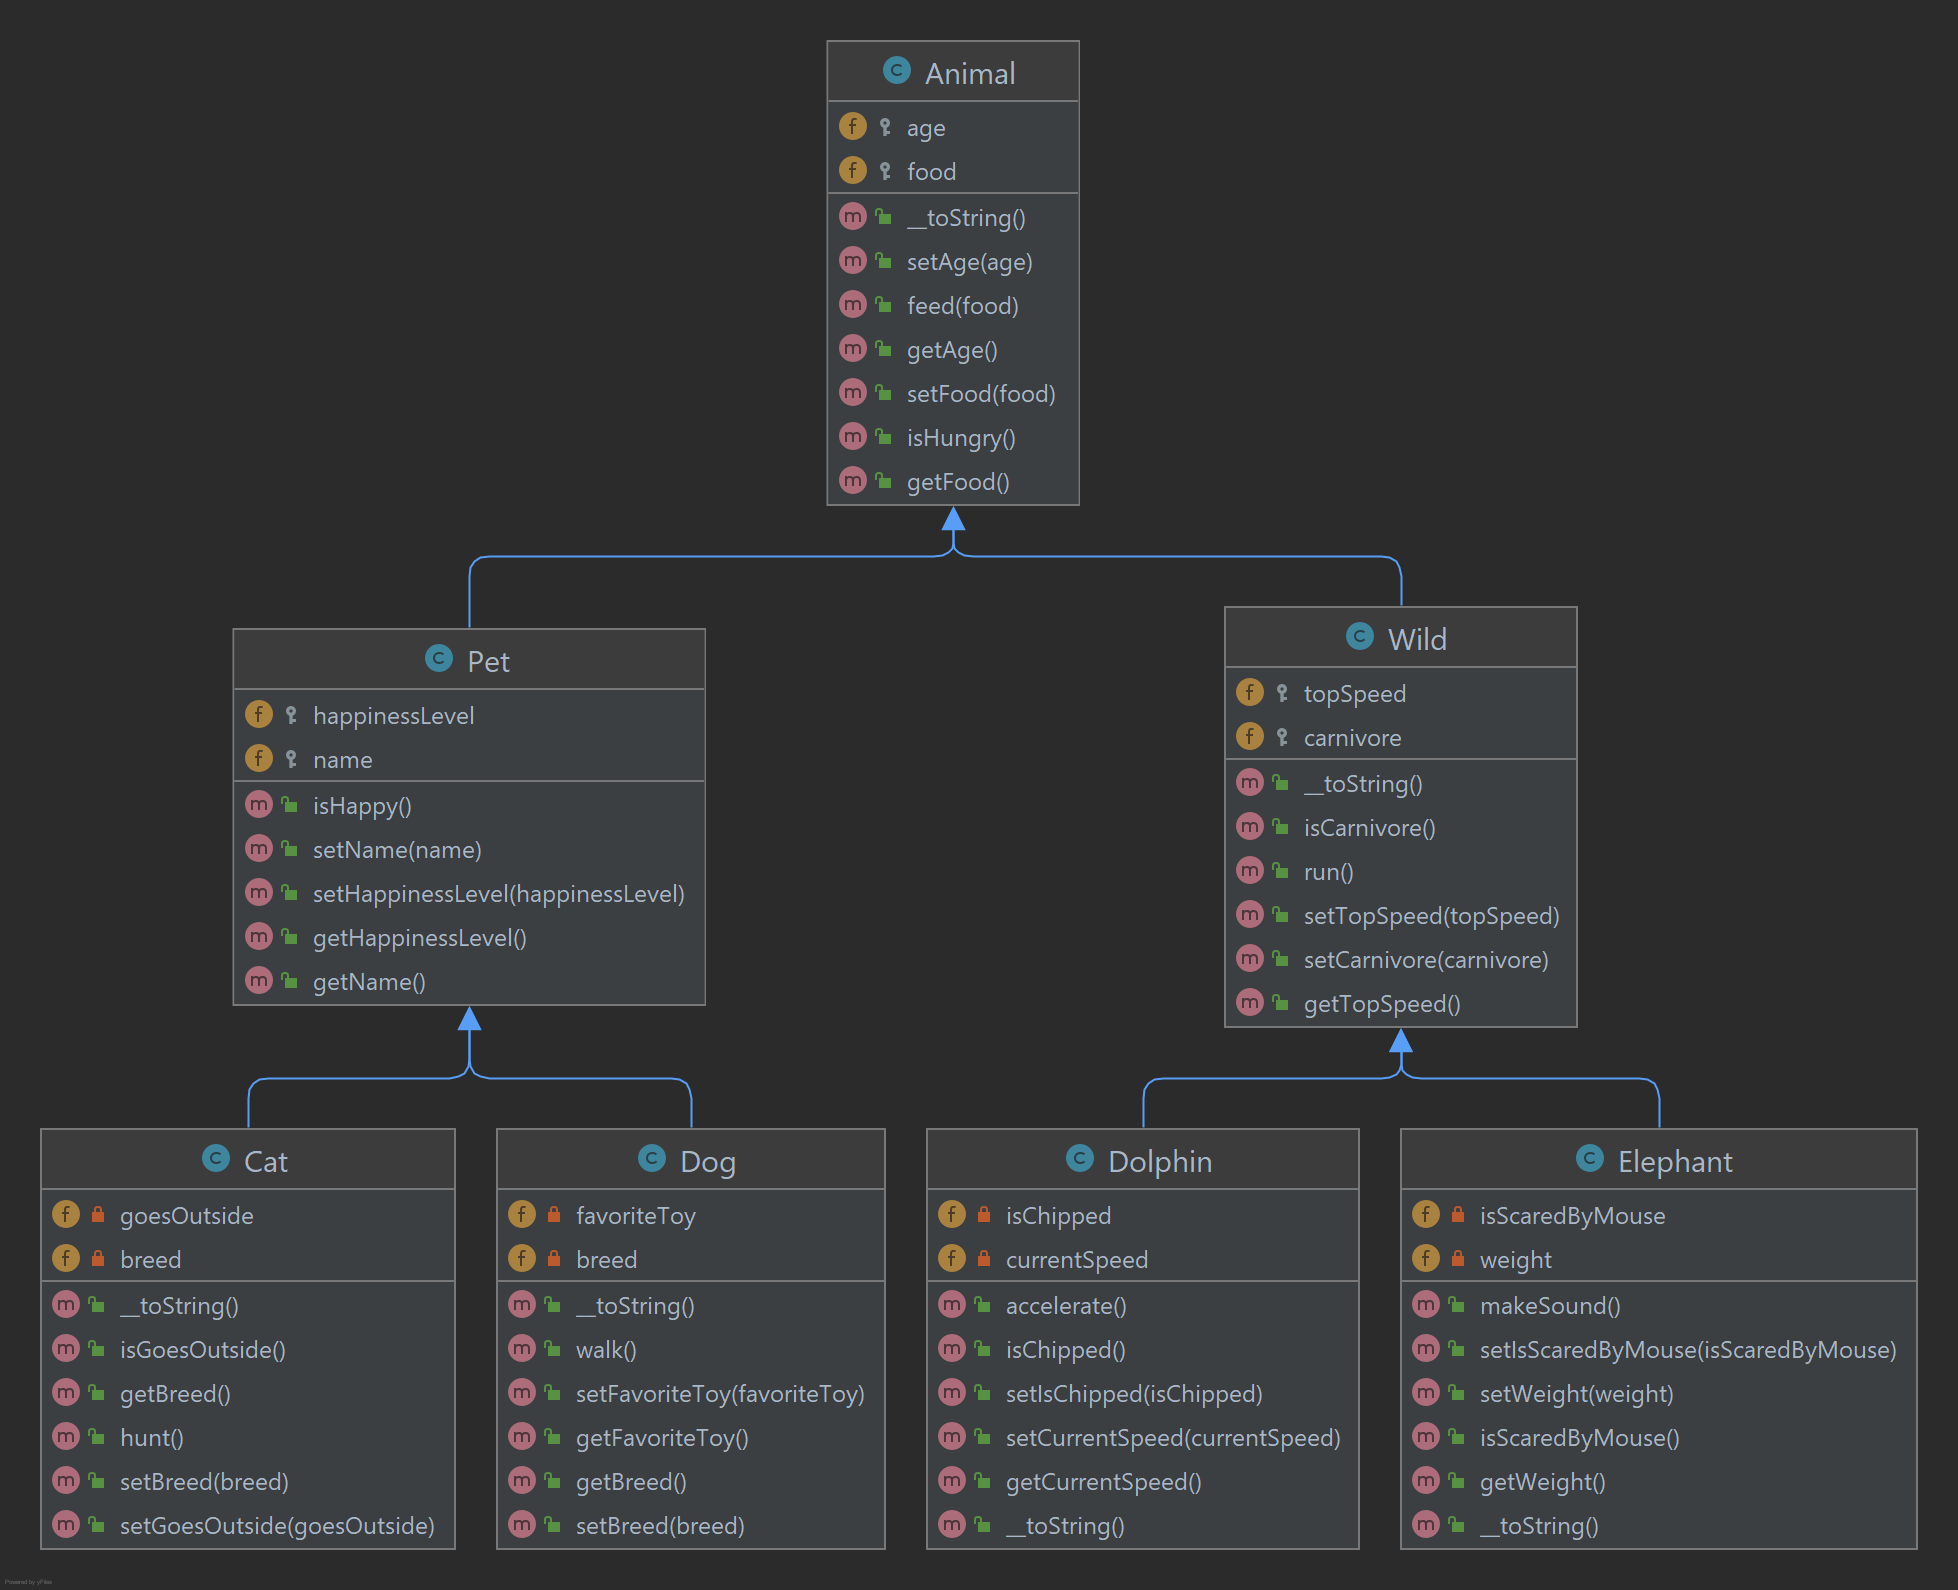 Animal
age
food
__toString()
setAge(age)
feed(food)
getAge()
setFood(food)
isHungry()
getFood()
Pet
happinessLevel
name
isHappy()
setName(name)
setHappinessLevel(happinessLevel)
getHappinessLevel()
getName()
Wild
topSpeed
carnivore
__toString()
isCarnivore()
run()
setTopSpeed(topSpeed)
setCarnivore(carnivore)
getTopSpeed()
Cat
goesOutside
breed
__toString()
isGoesOutside()
getBreed()
hunt()
setBreed(breed)
setGoesOutside(goesOutside)
Dog
favoriteToy
breed
__toString()
walk()
setFavoriteToy(favoriteToy)
getFavoriteToy()
getBreed()
setBreed(breed)
Dolphin
isChipped
currentSpeed
accelerate()
isChipped()
setIsChipped(isChipped)
setCurrentSpeed(currentSpeed)
getCurrentSpeed()
__toString()
Elephant
isScaredByMouse
weight
makeSound()
setIsScaredByMouse(isScaredByMouse)
setWeight(weight)
isScaredByMouse()
getWeight()
__toString()
Powered by yFiles